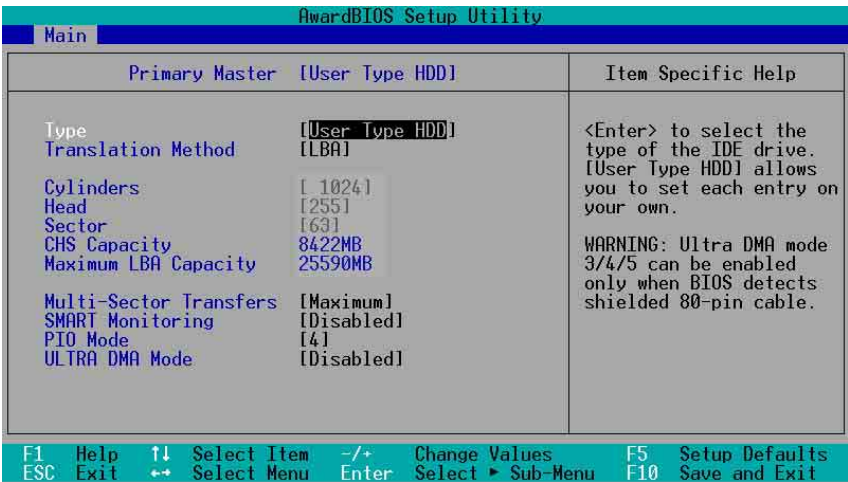 AwardBIOS Setup Utility
Main
Primary Master [User Type HDD]
Item Specific Help
Type [User Type HDD]
Translation Method [LBA]
Cylinders [ 1024]
Head [255]
Sector [63]
CHS Capacity 8422MB
Maximum LBA Capacity 25590MB
Multi-Sector Transfers [Maximum]
SMART Monitoring [Disabled]
PIO Mode [4]
ULTRA DMA Mode [Disabled]
<Enter> to select the
type of the IDE drive.
[User Type HDD] allows
you to set each entry on
your own.
WARNING: Ultra DMA mode
3/4/5 can be enabled
only when BIOS detects
shielded 80-pin cable.
F1 Help ↑↓ Select Item -/+ Change Values F5 Setup Defaults
ESC Exit ←→ Select Menu Enter Select ► Sub-Menu F10 Save and Exit